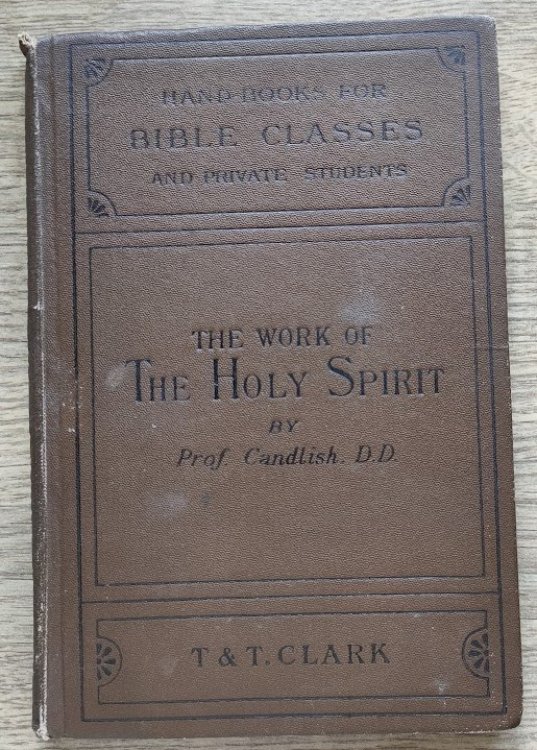 HAND-BOOKS FOR
BIBLE CLASSES
AND PRIVATE STUDENTS
THE WORK OF
THE HOLY SPIRIT
BY
Prof. Candlish. D.D.
T & T. CLARK